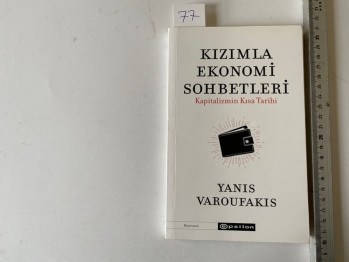 77
KIZIMLA
EKONOMİ
SOHBETLERİ
Kapitalizmin Kısa Tarihi
YANIS
VAROUFAKIS
epsilon